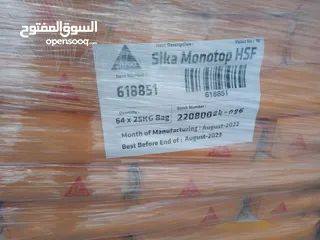 السوق المفتوح
opensooq.com
Item Description:
Sika Monotop HSF
Item Number:
618851
618851
Quantity:
64 x 25KG Bag
Batch Number:
22080024-096
Month of Manufacturing : August-2022
Best Before End of : August-2023